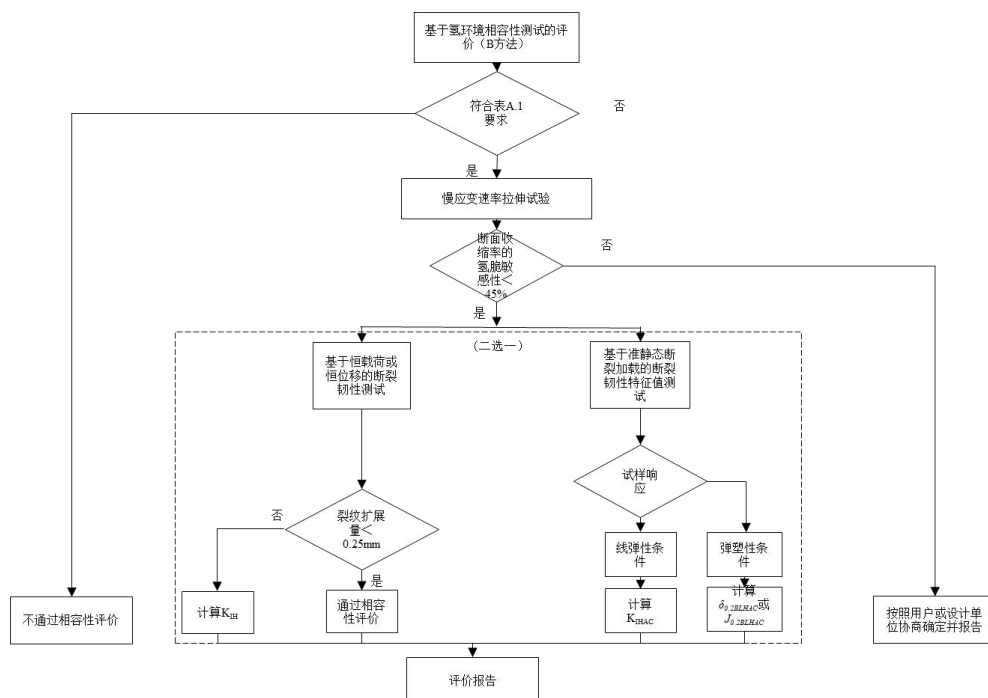 基于氢环境相容性测试的评
价（B方法）
符合表A.1
要求
否
是
慢应变速率拉伸试验
断面收
缩率的
氢脆敏
感性＜
45%
否
是
（二选一）
基于恒载荷或
恒位移的断裂
韧性测试
基于准静态断
裂加载的断裂
韧性特征值测
试
试样响
应
否
裂纹扩展
量＜
0.25mm
是
线弹性条
件
弹塑性条
件
不通过相容性评价
计算KIH
通过相容
性评价
计算
KIHAC
计算
δ0.2BLHAC或
J0.2BLHAC
按照用户或设计单
位协商确定并报告
评价报告